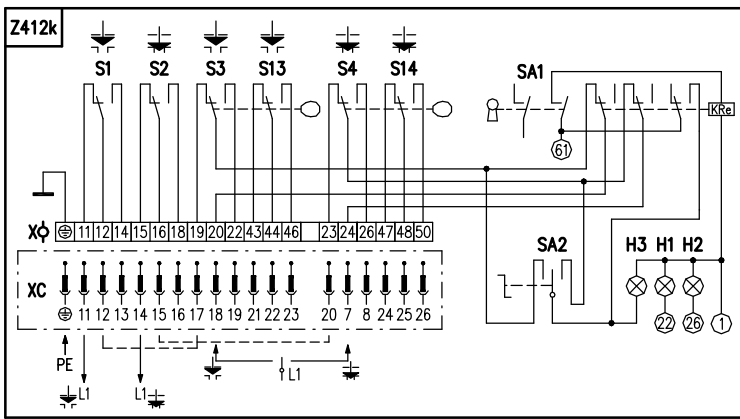 Z412k
S1 S2 S3 S13 S4 S14 SA1
KRe
61
X 11 12 14 15 16 18 19 20 22 43 44 46 23 24 26 47 48 50
SA2 H3 H1 H2
XC
11 12 13 14 15 16 17 18 19 21 22 23 20 7 8 24 25 26
22 26 1
PE
L1 L1 L1